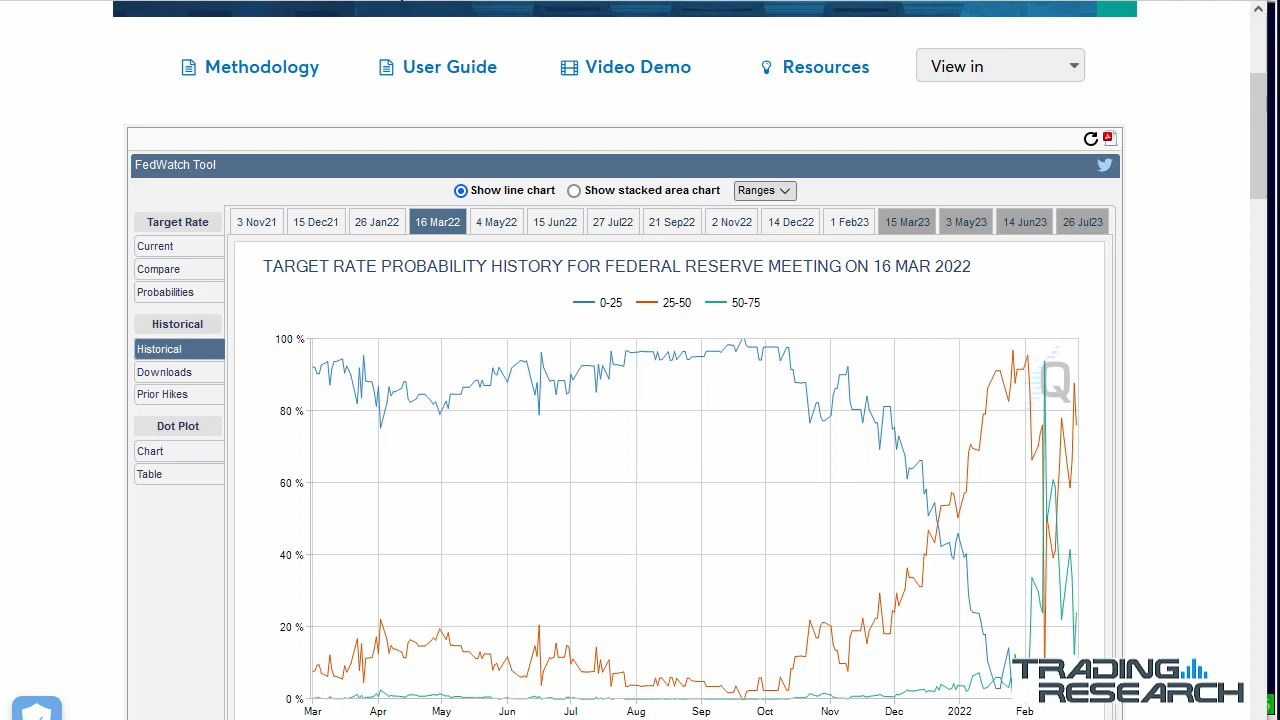 Methodology User Guide Video Demo Resources View in
FedWatch Tool
Show line chart Show stacked area chart Ranges
Target Rate
Current
Compare
Probabilities
Historical
Historical
Downloads
Prior Hikes
Dot Plot
Chart
Table
3 Nov21 15 Dec21 26 Jan22 16 Mar22 4 May22 15 Jun22 27 Jul22 21 Sep22 2 Nov22 14 Dec22 1 Feb23 15 Mar23 3 May23 14 Jun23 26 Jul23
TARGET RATE PROBABILITY HISTORY FOR FEDERAL RESERVE MEETING ON 16 MAR 2022
0-25 25-50 50-75
100 %
80 %
60 %
40 %
20 %
0 %
Mar Apr May Jun Jul Aug Sep Oct Nov Dec 2022 Feb
Q
TRADING
RESEARCH